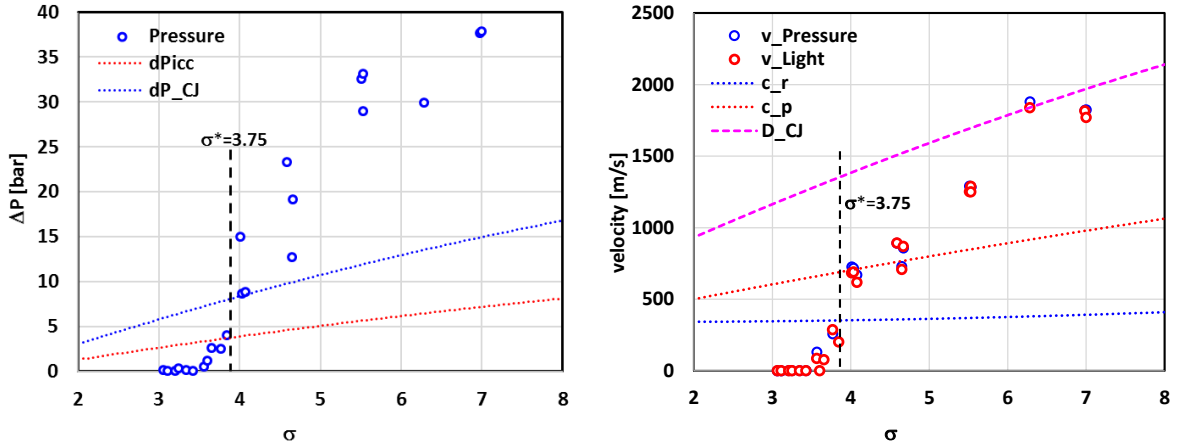 40
35
30
25
20
15
10
5
0
ΔP [bar]
Pressure
dPicc
dP_CJ
σ*=3.75
2 3 4 5 6 7 8
σ
2500
2000
1500
1000
500
0
velocity [m/s]
v_Pressure
v_Light
c_r
c_p
D_CJ
σ*=3.75
2 3 4 5 6 7 8
σ